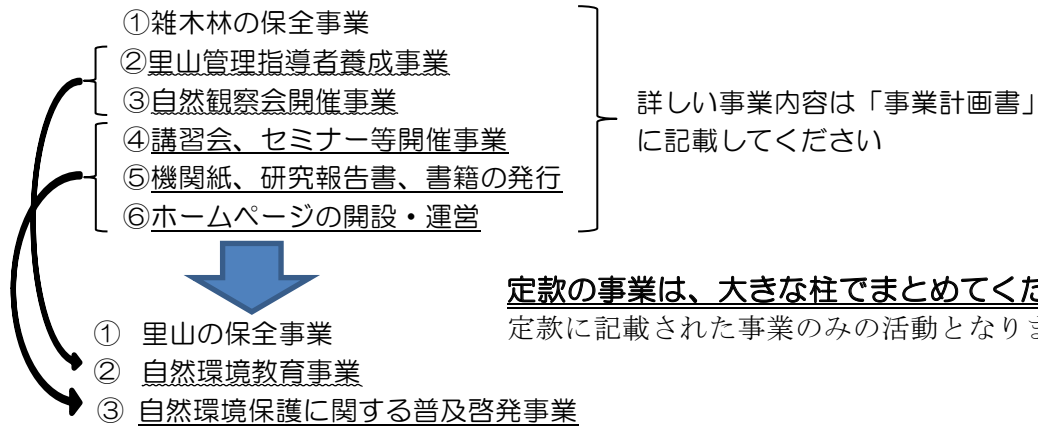 ①雑木林の保全事業
②里山管理指導者養成事業
③自然観察会開催事業
④講習会、セミナー等開催事業
⑤機関紙、研究報告書、書籍の発行
⑥ホームページの開設・運営
詳しい事業内容は「事業計画書」
に記載してください
定款の事業は、大きな柱でまとめてくだ
定款に記載された事業のみの活動となりま
① 里山の保全事業
② 自然環境教育事業
③ 自然環境保護に関する普及啓発事業